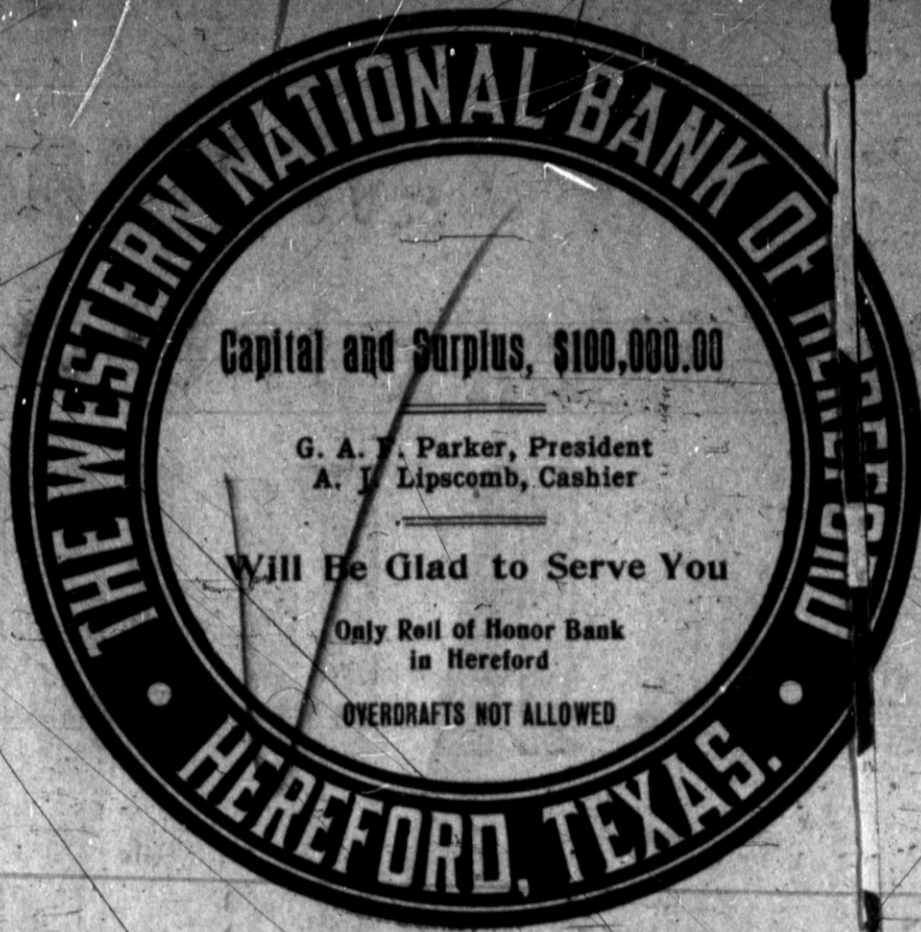 THE WESTERN NATIONAL BANK OF HEREFORD
Capital and Surplus, $100,000.00
G. A. F. Parker, President
A. J. Lipscomb, Cashier
Will Be Glad to Serve You
Only Roll of Honor Bank
in Hereford
OVERDRAFTS NOT ALLOWED
HEREFORD, TEXAS.